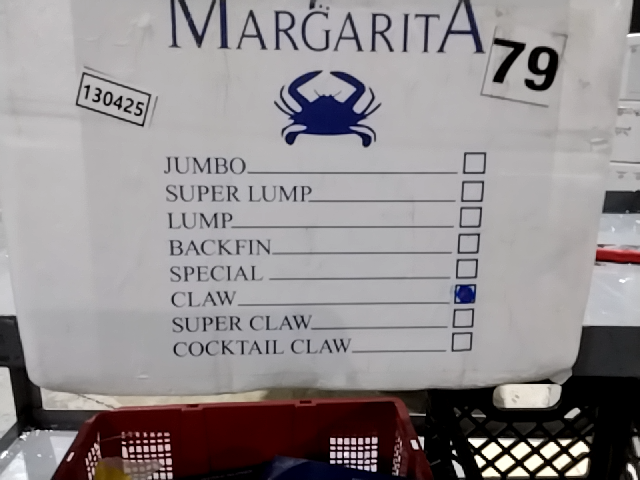 MARGARITA
79
130425
JUMBO
SUPER LUMP
LUMP
BACKFIN
SPECIAL
CLAW
SUPER CLAW
COCKTAIL CLAW